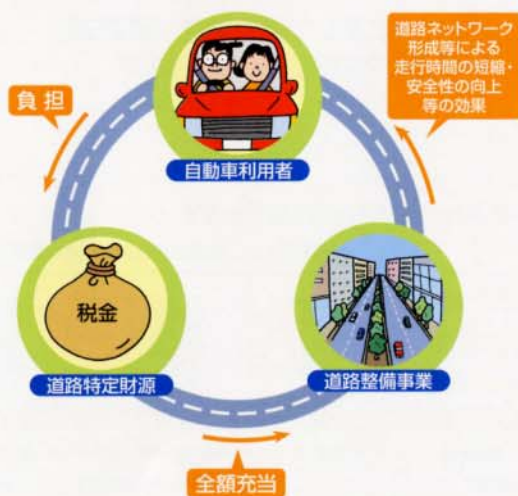 道路ネットワーク
形成等による
走行時間の短縮・
安全性の向上
等の効果
負担
自動車利用者
税金
道路特定財源
道路整備事業
全額充当